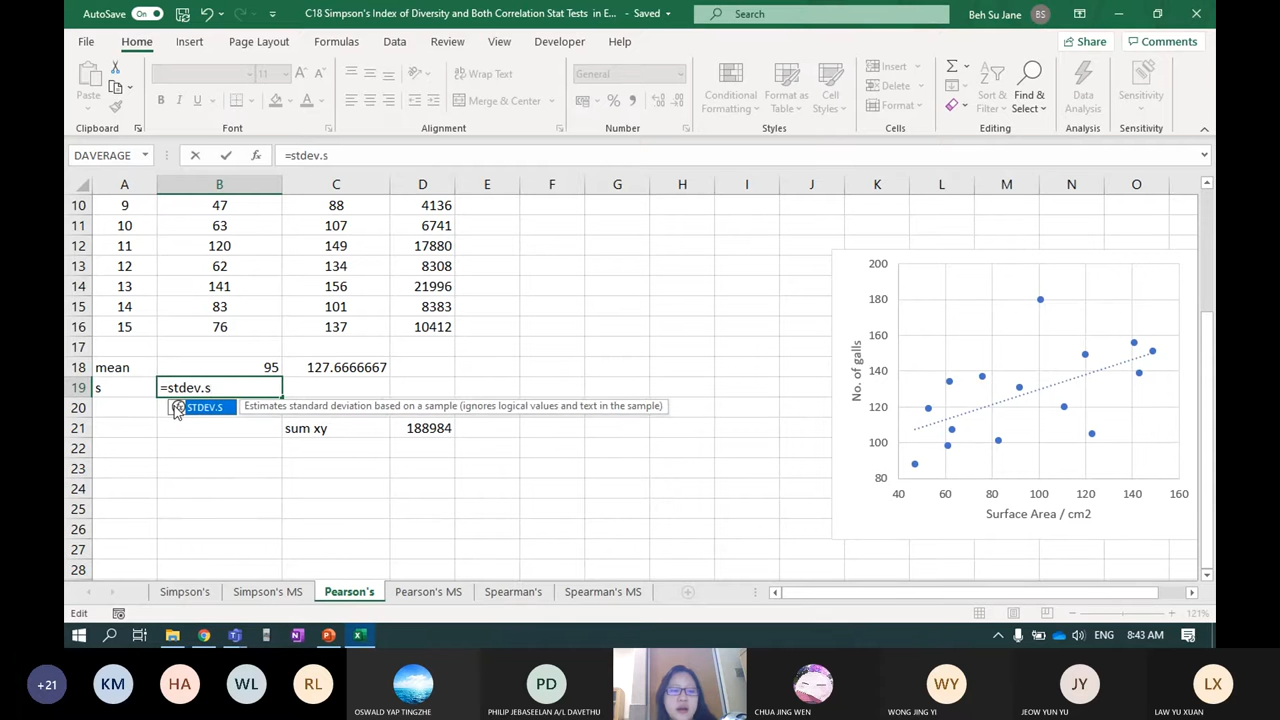 AutoSave On C18 Simpson's Index of Diversity and Both Correlation Stat Tests in E... - Saved Search Beh Su Jane BS
File Home Insert Page Layout Formulas Data Review View Developer Help Share Comments
Paste 11 A A Wrap Text General Conditional Formatting Format as Table Cell Styles Insert Sort & Filter Find & Select Data Analysis Sensitivity
B I U A Merge & Center % Delete
Format
Clipboard Font Alignment Number Styles Cells Editing Analysis Sensitivity
DAVERAGE fx =stdev.s
A B C D E F G H I J K L M N O
10 9 47 88 4136
11 10 63 107 6741
12 11 120 149 17880
13 12 62 134 8308
14 13 141 156 21996
15 14 83 101 8383
16 15 76 137 10412
17
18 mean 95 127.6666667
19 s =stdev.s
20 STDEV.S Estimates standard deviation based on a sample (ignores logical values and text in the sample)
21 sum xy 188984
22
23
24
25
26
27
28
200
180
160
140
120
100
80
No. of galls
40 60 80 100 120 140 160
Surface Area / cm2
Simpson's Simpson's MS Pearson's Pearson's MS Spearman's Spearman's MS
Edit 121%
ENG 8:43 AM
+21 KM HA WL RL PD WY JY LX
OSWALD YAP TINGZHE PHILIP JEBASEELAN A/L DAVETHU CHUA JING WEN WONG JING YI JEOW YUN YU LAW YU XUAN